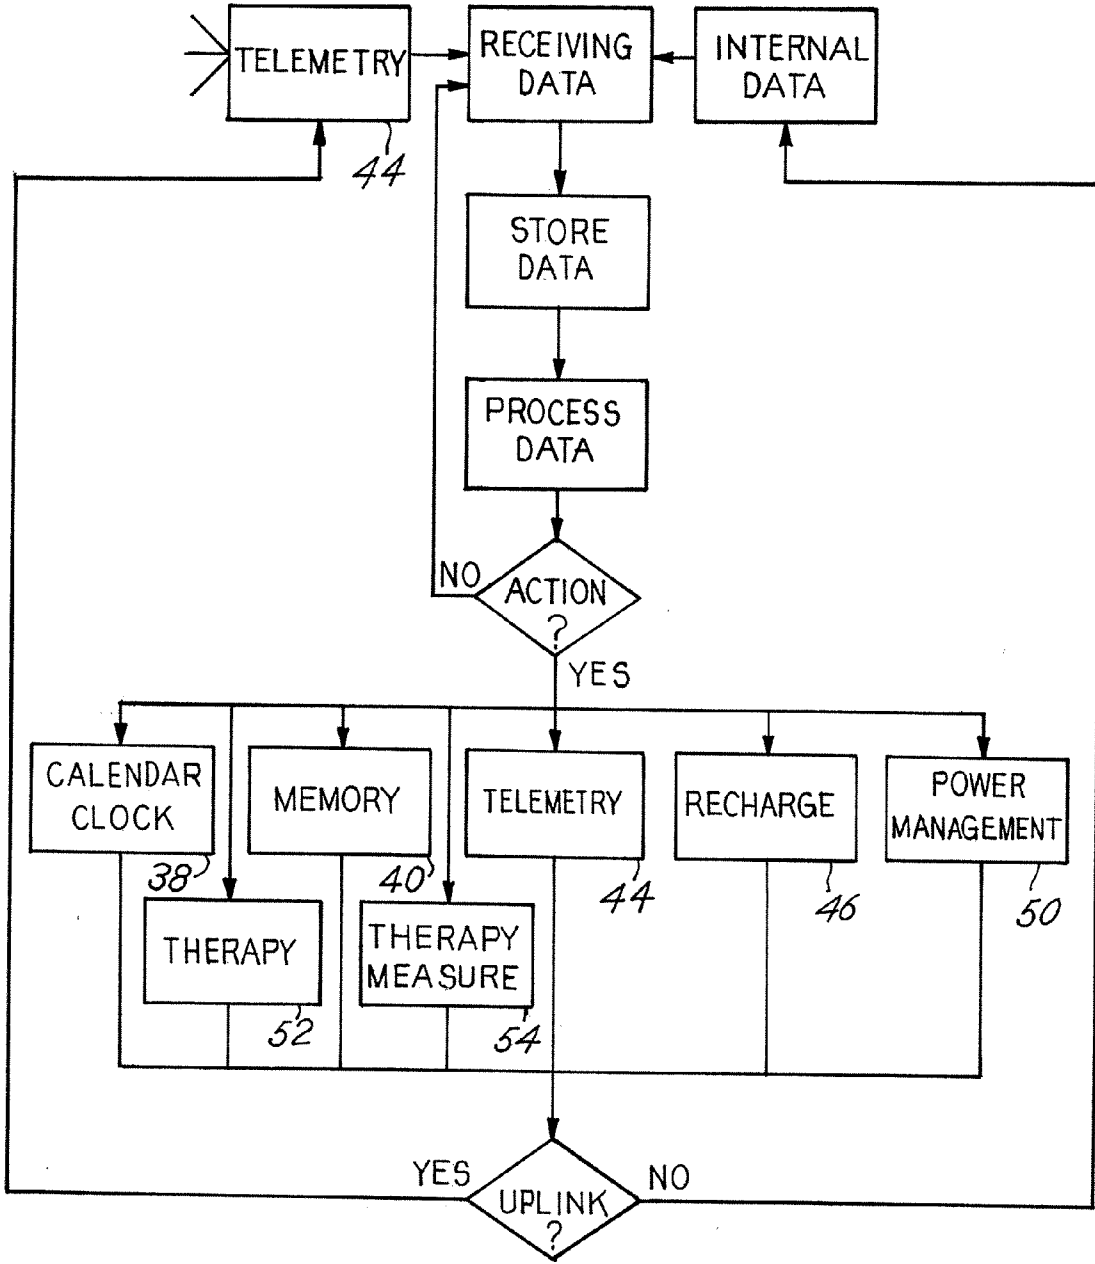 TELEMETRY
44
RECEIVING
DATA
INTERNAL
DATA
STORE
DATA
PROCESS
DATA
NO
ACTION
?
YES
CALENDAR
CLOCK
38
MEMORY
40
TELEMETRY
44
RECHARGE
46
POWER
MANAGEMENT
50
THERAPY
52
THERAPY
MEASURE
54
YES
UPLINK
?
NO